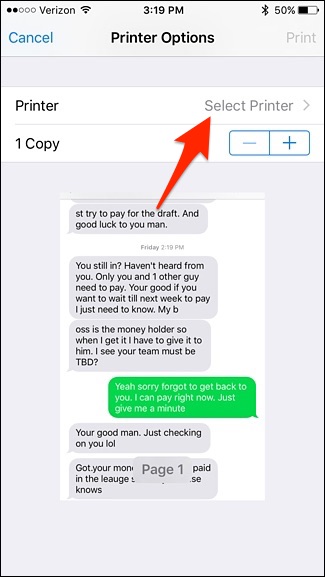 Verizon 3:19 PM 50%
Cancel Printer Options Print
Printer Select Printer
1 Copy − +
st try to pay for the draft. And
good luck to you man.
Friday 2:19 PM
You still in? Haven't heard from
you. Only you and 1 other guy
need to pay. Your good if you
want to wait till next week to pay
I just need to know. My b
oss is the money holder so
when I get it I have to give it to
him. I see your team must be
TBD?
Yeah sorry forgot to get back to
you. I can pay right now. Just
give me a minute
Your good man. Just checking
on you lol
Got.your mone paid
in the leauge s se
knows
Page 1